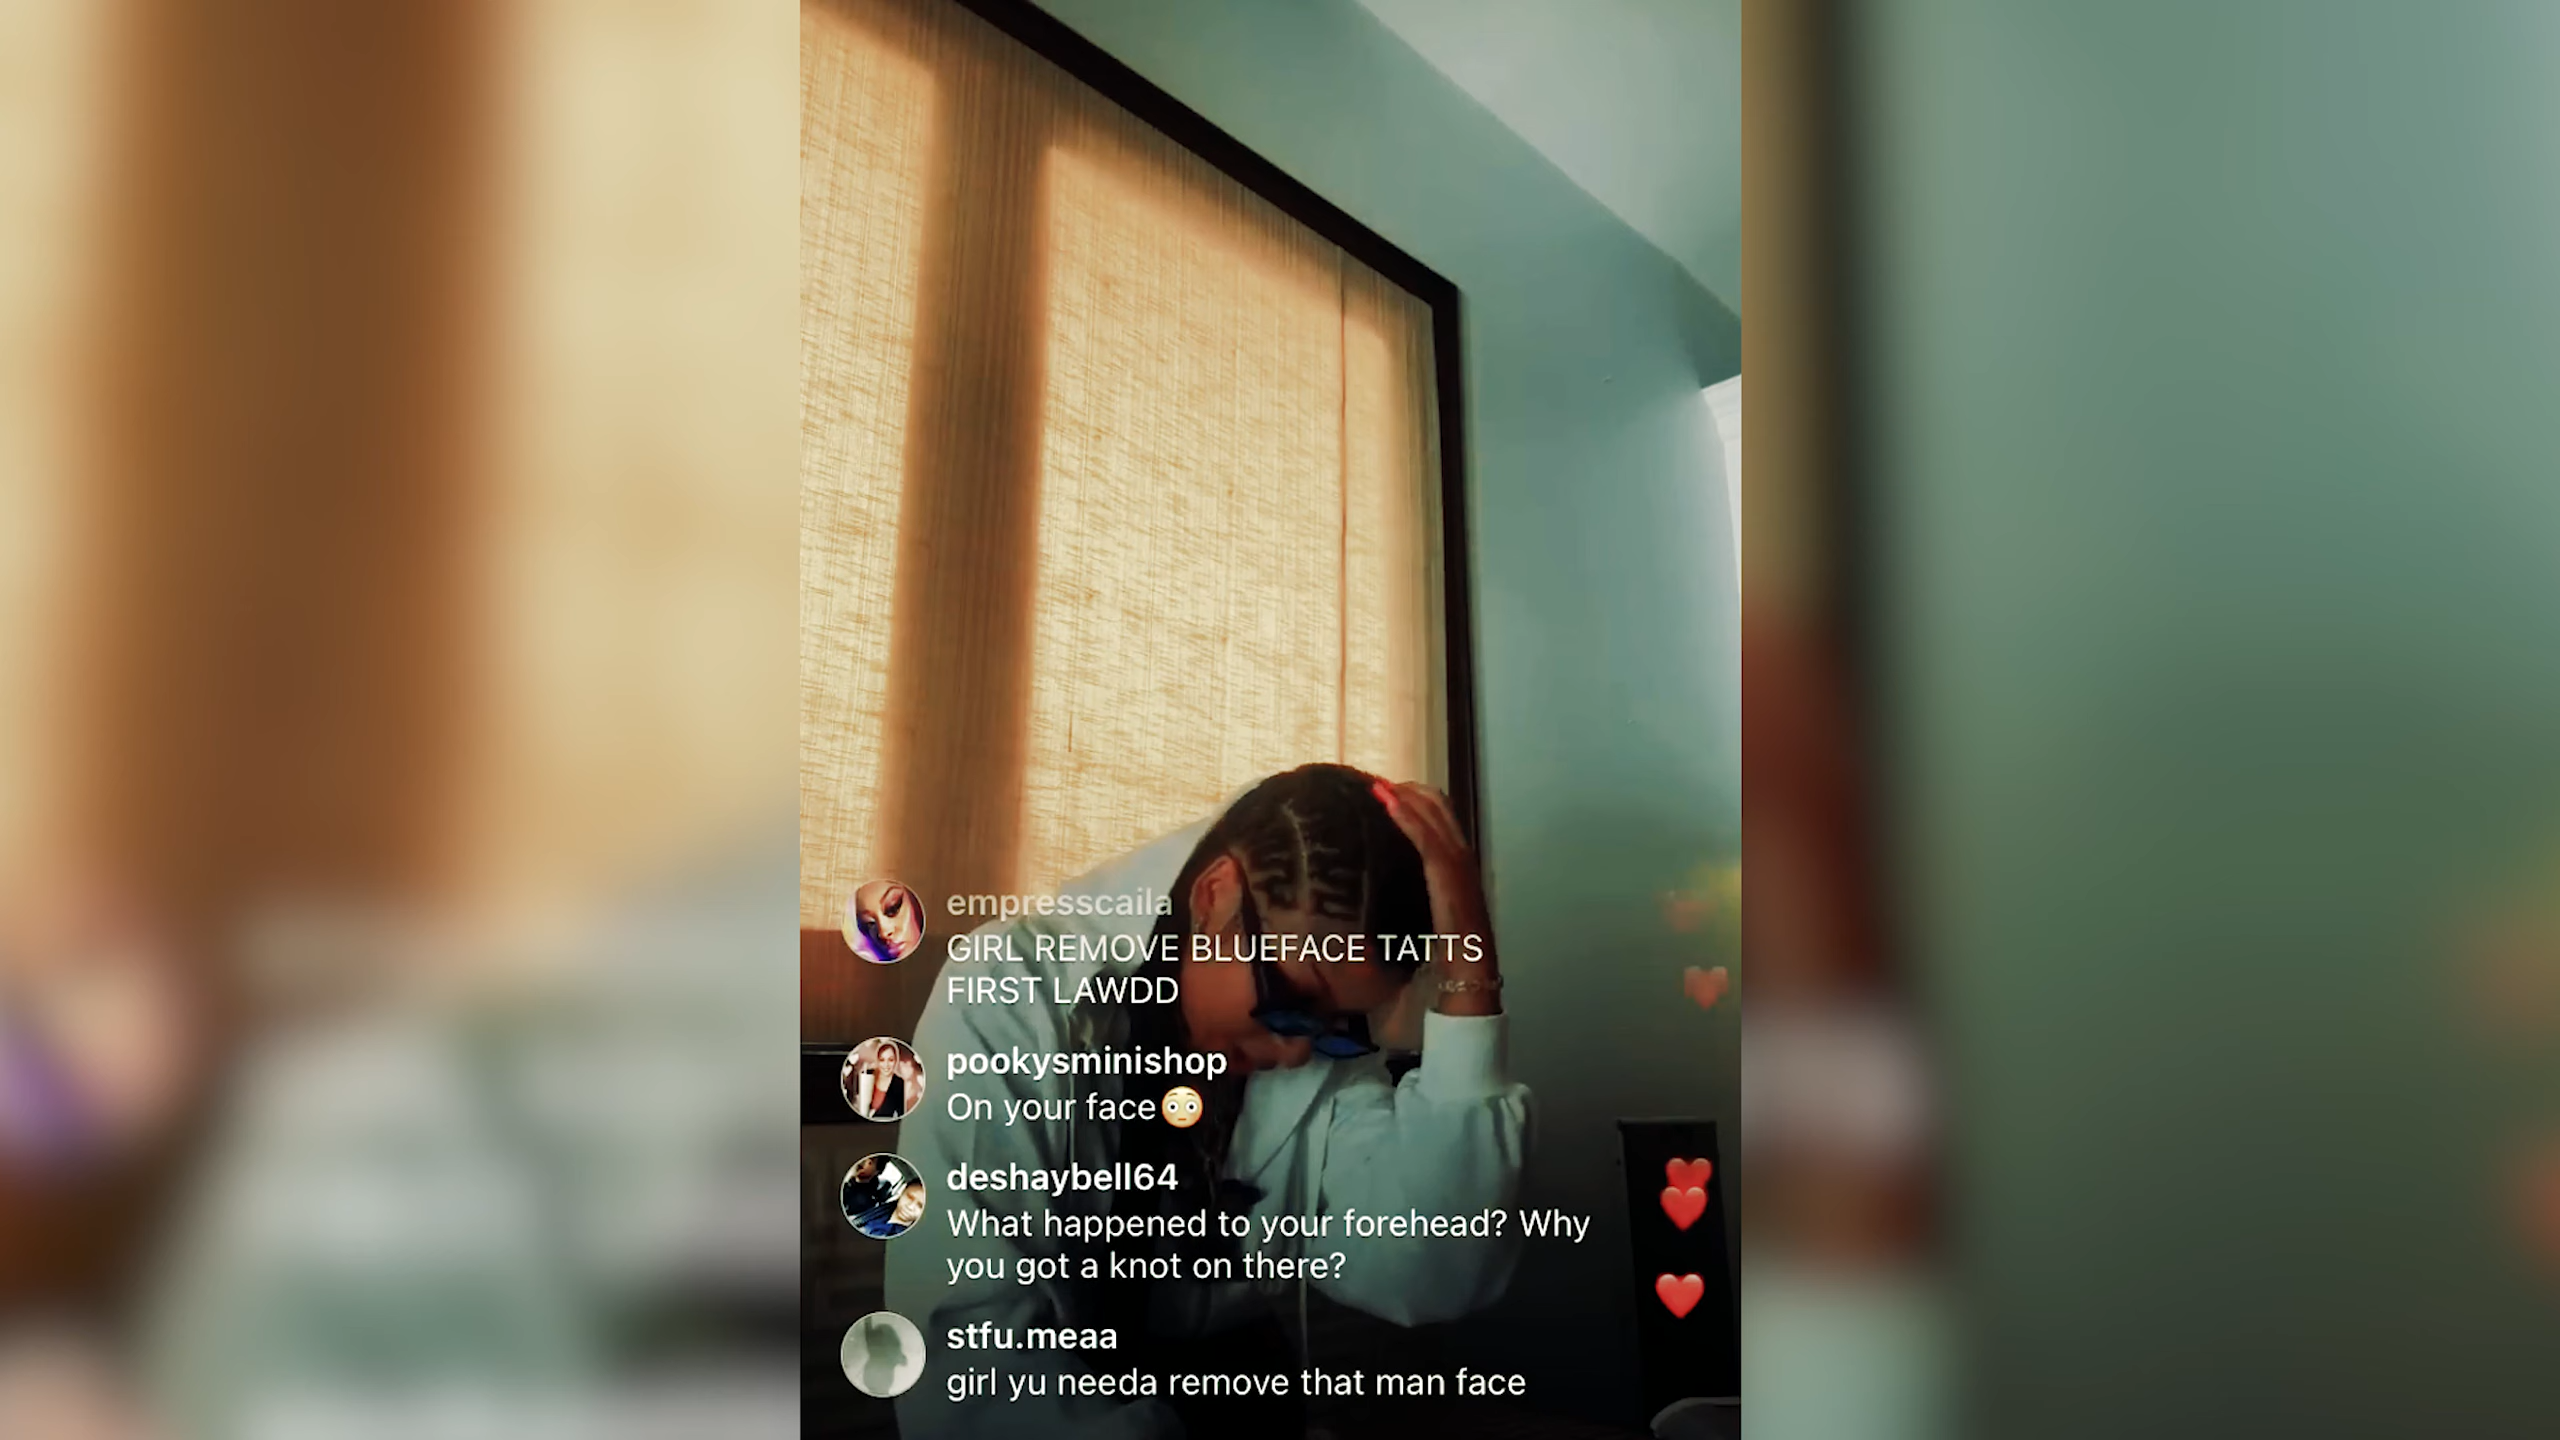 empresscaila
GIRL REMOVE BLUEFACE TATTS
FIRST LAWDD
pookysminishop
On your face😳
deshaybell64
What happened to your forehead? Why
you got a knot on there?
stfu.meaa
girl yu needa remove that man face